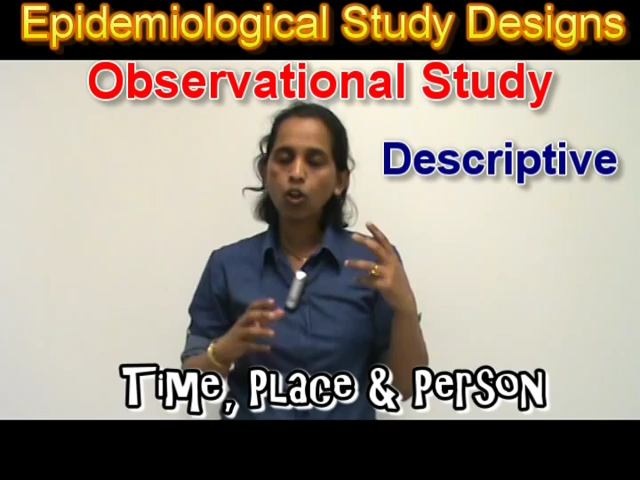 Epidemiological Study Designs
Observational Study
Descriptive
Time, Place & Person